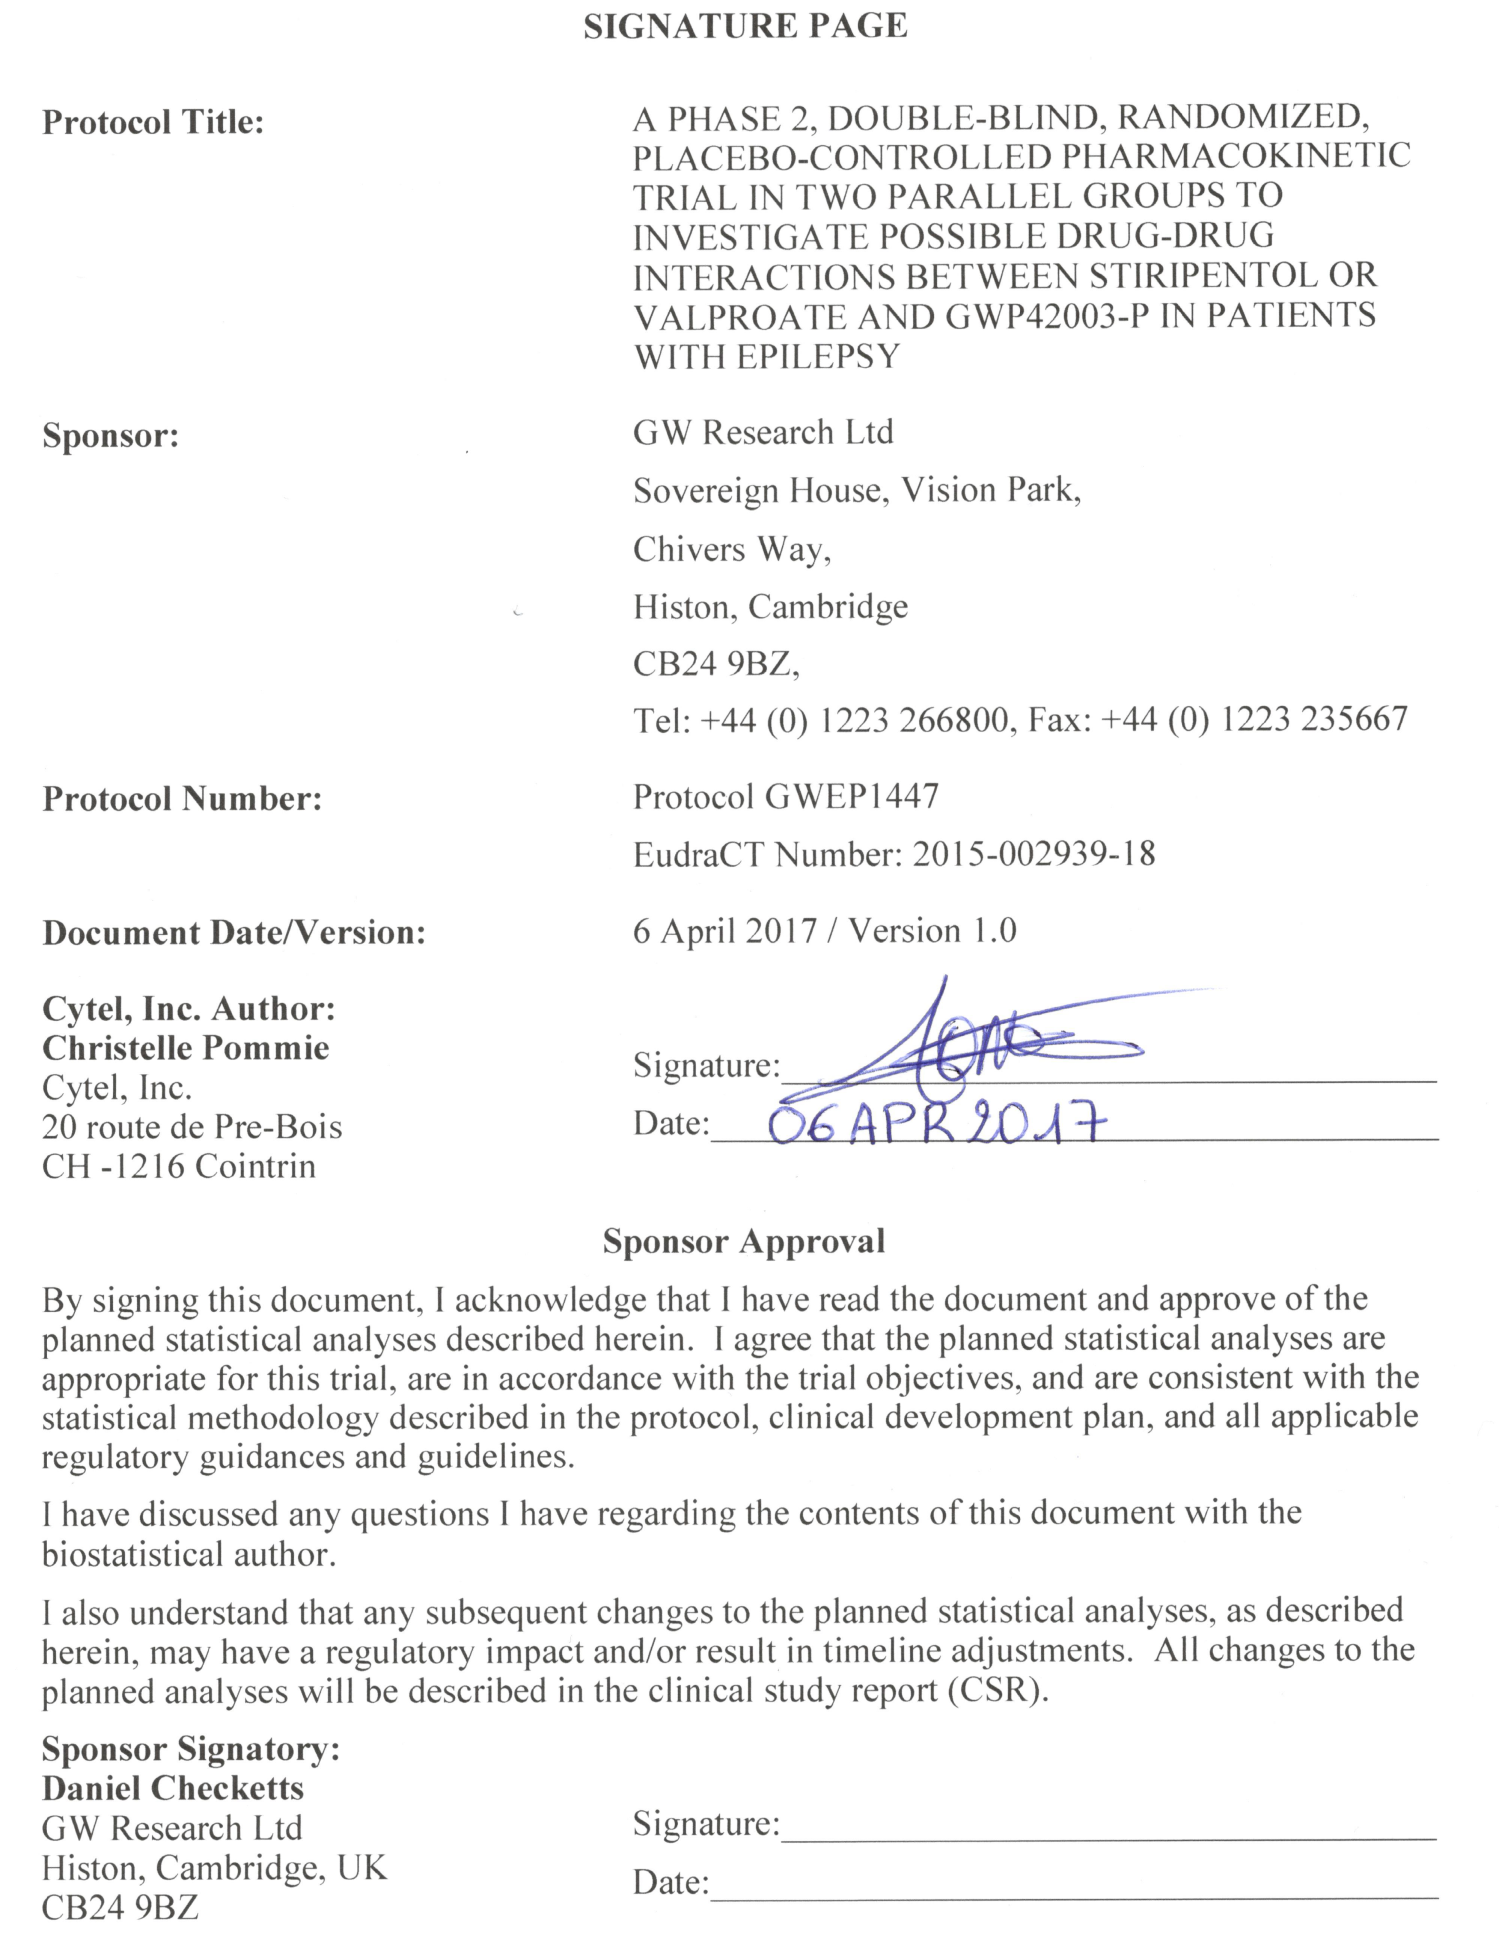 SIGNATURE PAGE
Protocol Title:
A PHASE 2, DOUBLE-BLIND, RANDOMIZED,
PLACEBO-CONTROLLED PHARMACOKINETIC
TRIAL IN TWO PARALLEL GROUPS TO
INVESTIGATE POSSIBLE DRUG-DRUG
INTERACTIONS BETWEEN STIRIPENTOL OR
VALPROATE AND GWP42003-P IN PATIENTS
WITH EPILEPSY
Sponsor:
GW Research Ltd
Sovereign House, Vision Park,
Chivers Way,
Histon, Cambridge
CB24 9BZ,
Tel: +44 (0) 1223 266800, Fax: +44 (0) 1223 235667
Protocol Number:
Protocol GWEP1447
EudraCT Number: 2015-002939-18
Document Date/Version:
6 April 2017 / Version 1.0
Cytel, Inc. Author:
Christelle Pommie
Cytel, Inc.
20 route de Pre-Bois
CH -1216 Cointrin
Signature:
Date: 06 APR 2017
Sponsor Approval
By signing this document, I acknowledge that I have read the document and approve of the
planned statistical analyses described herein.  I agree that the planned statistical analyses are
appropriate for this trial, are in accordance with the trial objectives, and are consistent with the
statistical methodology described in the protocol, clinical development plan, and all applicable
regulatory guidances and guidelines.
I have discussed any questions I have regarding the contents of this document with the
biostatistical author.
I also understand that any subsequent changes to the planned statistical analyses, as described
herein, may have a regulatory impact and/or result in timeline adjustments.  All changes to the
planned analyses will be described in the clinical study report (CSR).
Sponsor Signatory:
Daniel Checketts
GW Research Ltd
Histon, Cambridge, UK
CB24 9BZ
Signature:
Date: